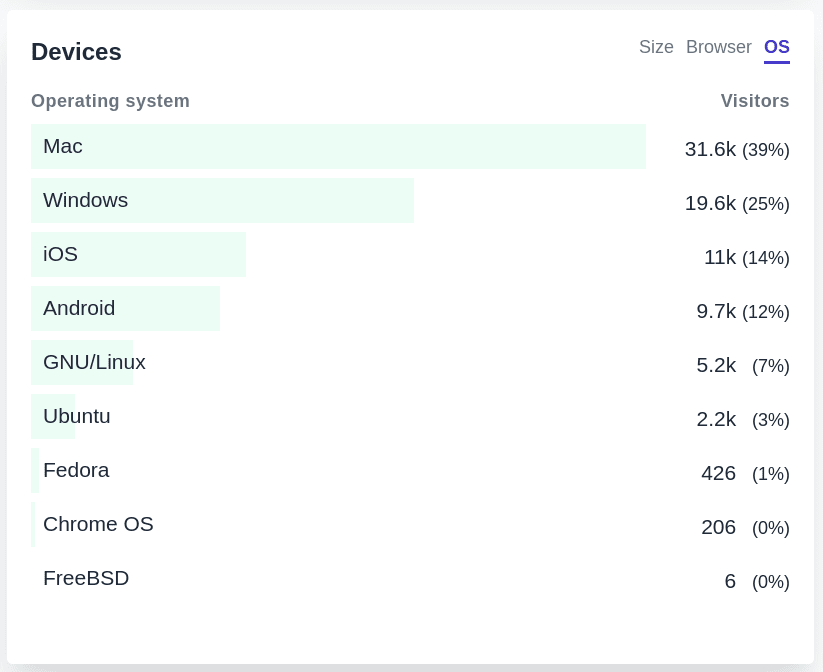 Devices Size Browser OS
Operating system Visitors
Mac 31.6k (39%)
Windows 19.6k (25%)
iOS 11k (14%)
Android 9.7k (12%)
GNU/Linux 5.2k (7%)
Ubuntu 2.2k (3%)
Fedora 426 (1%)
Chrome OS 206 (0%)
FreeBSD 6 (0%)